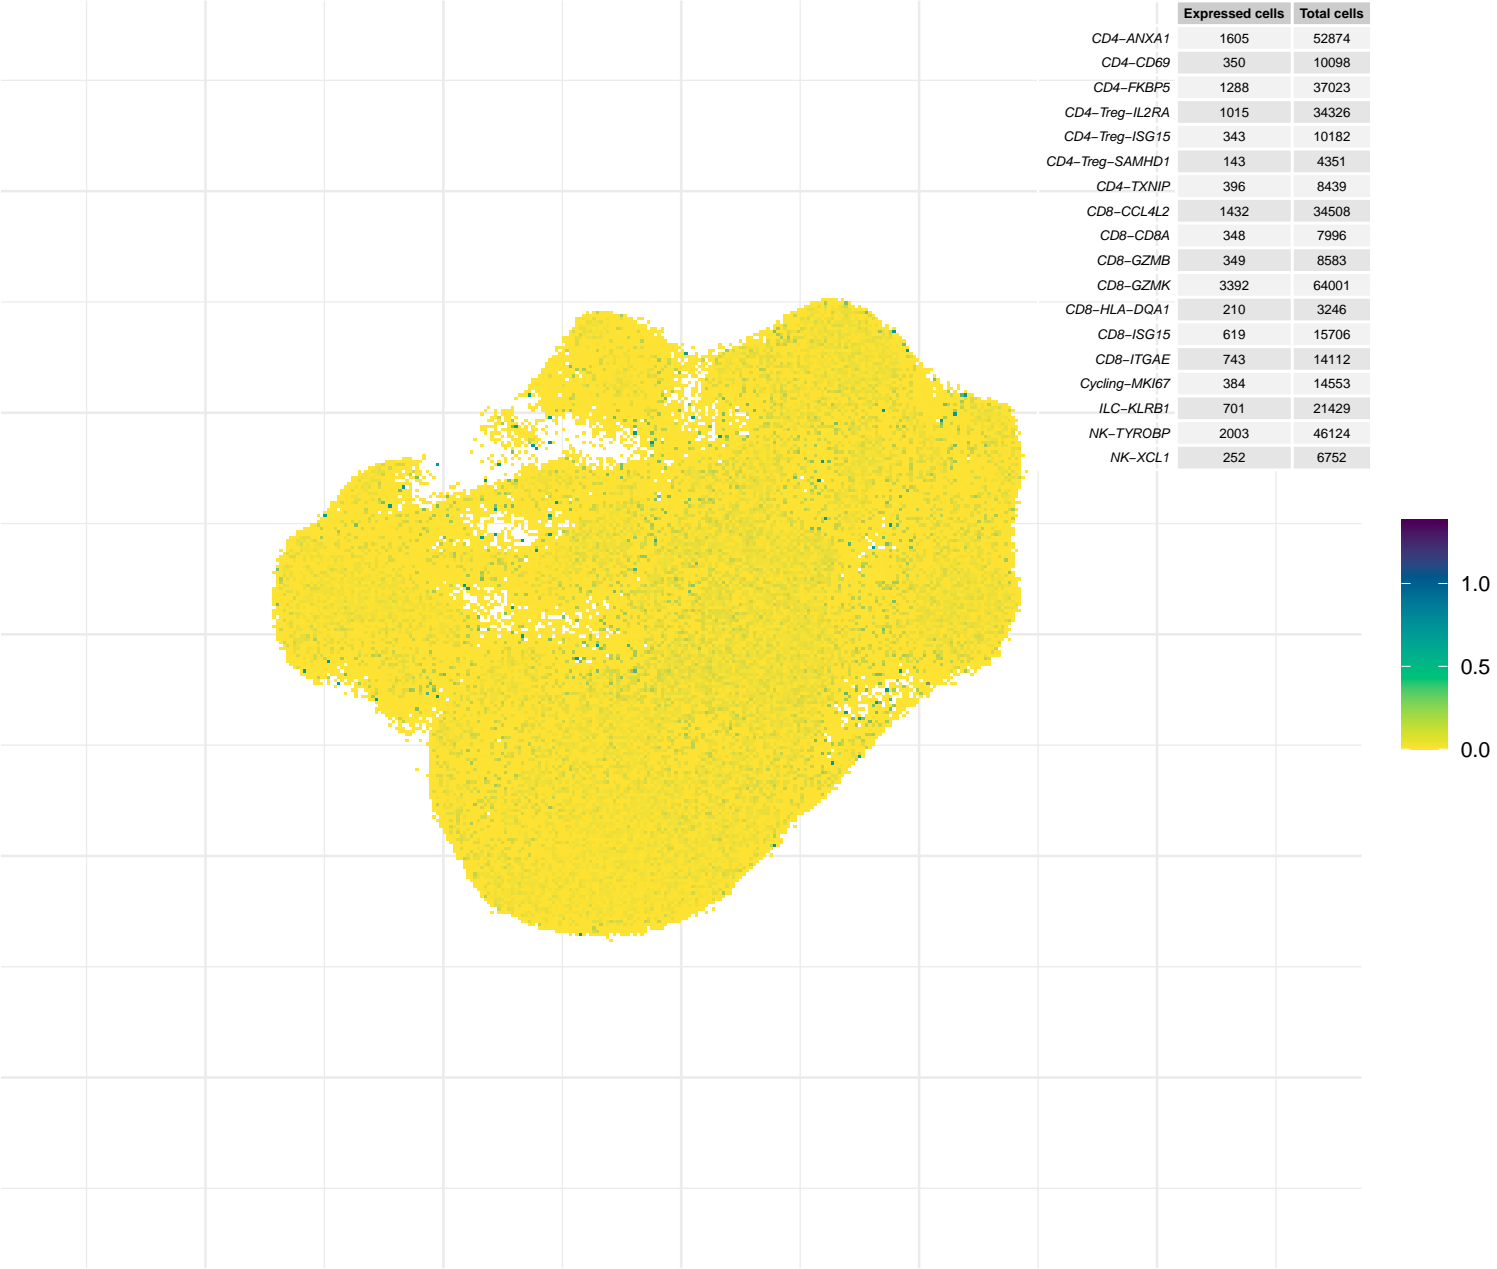 Expressed cells Total cells
CD4−ANXA1 1605 52874
CD4−CD69 350 10098
CD4−FKBP5 1288 37023
CD4−Treg−IL2RA 1015 34326
CD4−Treg−ISG15 343 10182
CD4−Treg−SAMHD1 143 4351
CD4−TXNIP 396 8439
CD8−CCL4L2 1432 34508
CD8−CD8A 348 7996
CD8−GZMB 349 8583
CD8−GZMK 3392 64001
CD8−HLA−DQA1 210 3246
CD8−ISG15 619 15706
CD8−ITGAE 743 14112
Cycling−MKI67 384 14553
ILC−KLRB1 701 21429
NK−TYROBP 2003 46124
NK−XCL1 252 6752
1.0
0.5
0.0